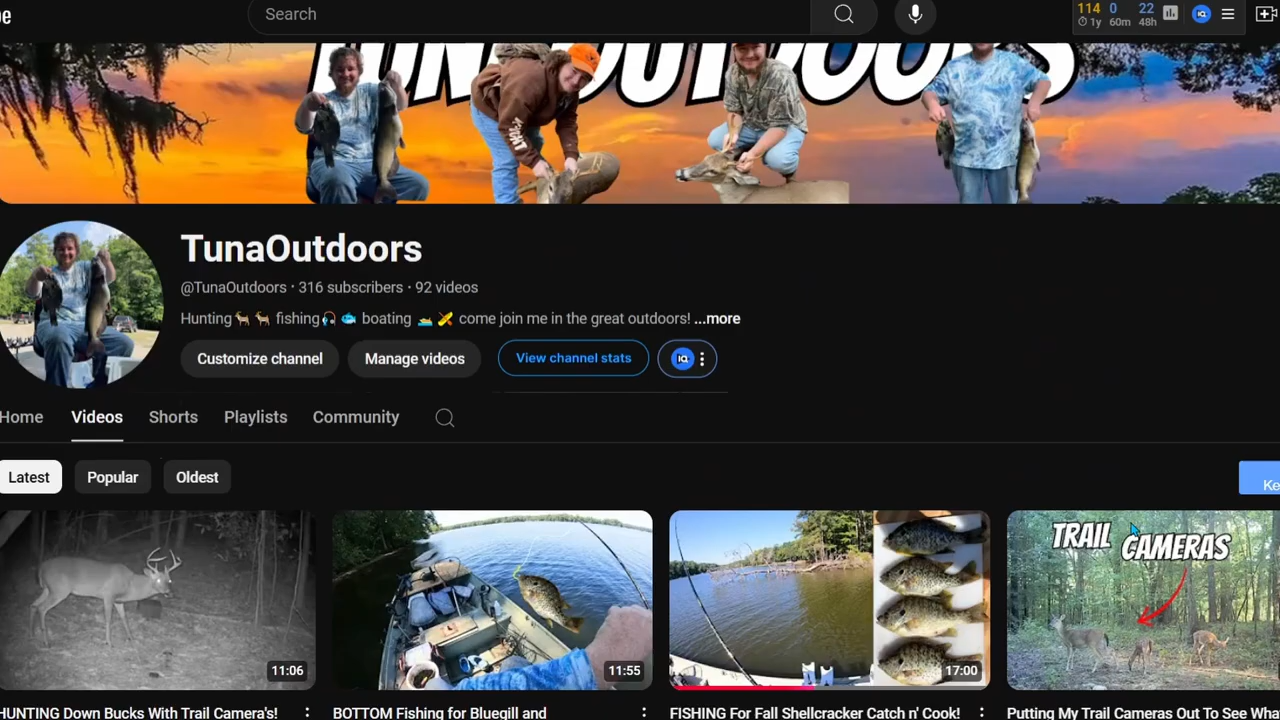 Search
114 0 22
1y 60m 48h
TUNAOUTDOORS
TunaOutdoors
@TunaOutdoors · 316 subscribers · 92 videos
Hunting🦌 🦌 fishing🎣 🐟 boating 🚤 🛶 come join me in the great outdoors! ...more
Customize channel
Manage videos
View channel stats
IQ
Home
Videos
Shorts
Playlists
Community
Latest
Popular
Oldest
Ke
11:06
11:55
17:00
TRAIL CAMERAS
HUNTING Down Bucks With Trail Camera's!
BOTTOM Fishing for Bluegill and
FISHING For Fall Shellcracker Catch n' Cook!
Putting My Trail Cameras Out To See Wha